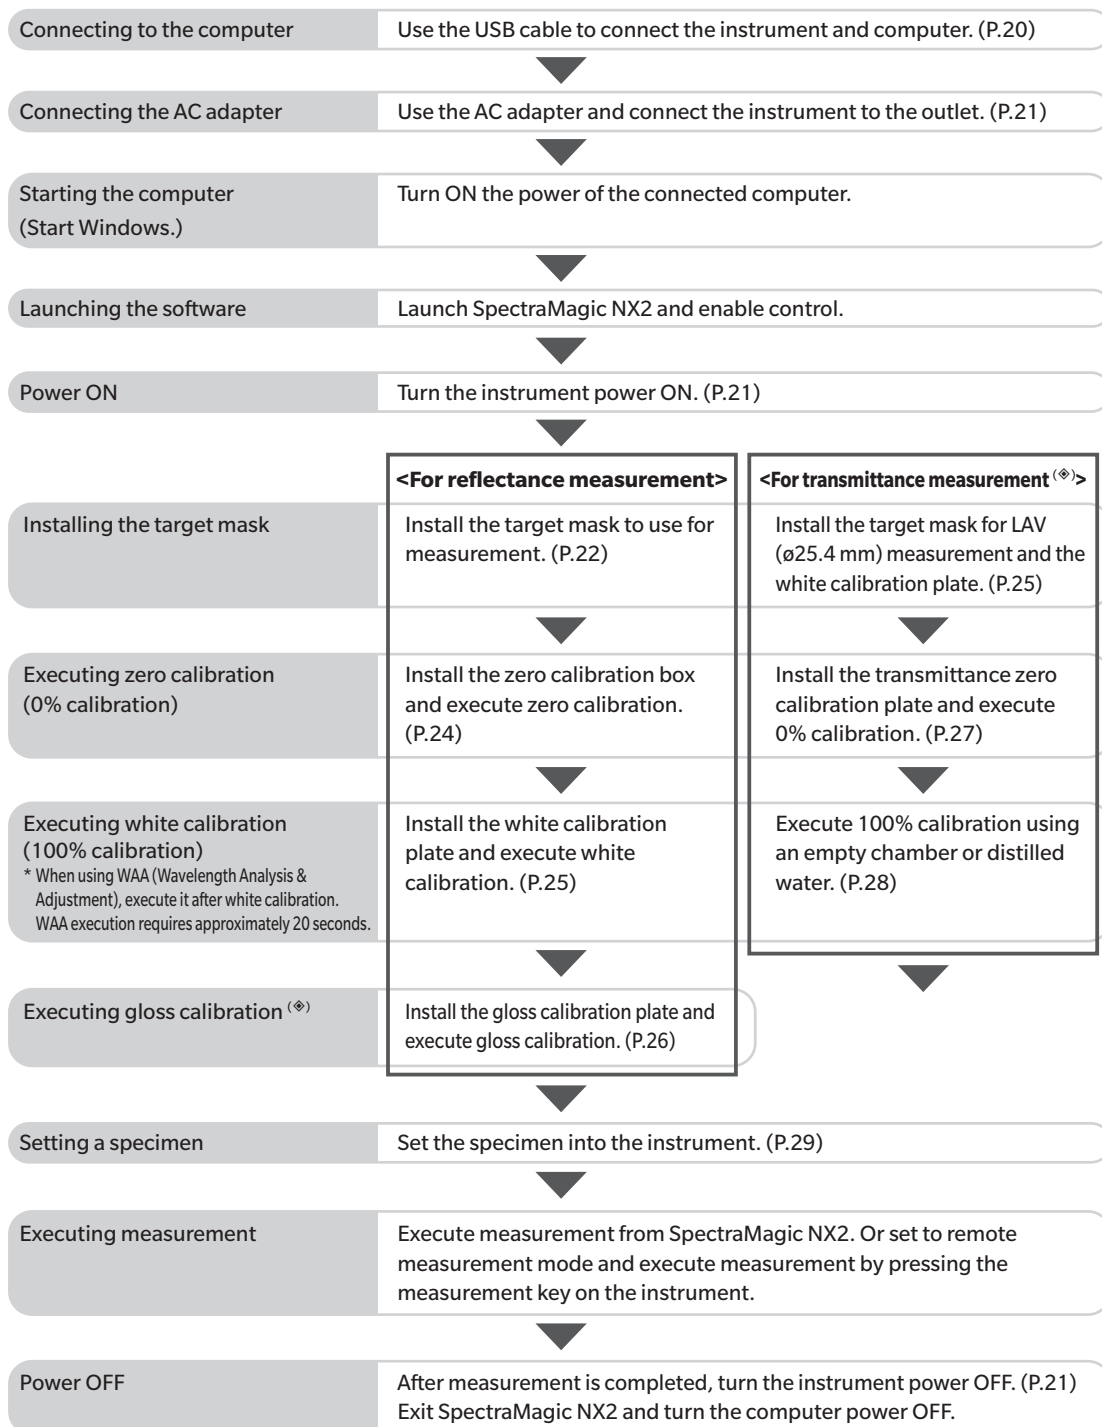 Connecting to the computer
Use the USB cable to connect the instrument and computer. (P.20)
Connecting the AC adapter
Use the AC adapter and connect the instrument to the outlet. (P.21)
Starting the computer
(Start Windows.)
Turn ON the power of the connected computer.
Launching the software
Launch SpectraMagic NX2 and enable control.
Power ON
Turn the instrument power ON. (P.21)
<For reflectance measurement>
<For transmittance measurement (◈)>
Installing the target mask
Install the target mask to use for
measurement. (P.22)
Install the target mask for LAV
(ø25.4 mm) measurement and the
white calibration plate. (P.25)
Executing zero calibration
(0% calibration)
Install the zero calibration box
and execute zero calibration.
(P.24)
Install the transmittance zero
calibration plate and execute
0% calibration. (P.27)
Executing white calibration
(100% calibration)
* When using WAA (Wavelength Analysis &
Adjustment), execute it after white calibration.
WAA execution requires approximately 20 seconds.
Install the white calibration
plate and execute white
calibration. (P.25)
Execute 100% calibration using
an empty chamber or distilled
water. (P.28)
Executing gloss calibration (◈)
Install the gloss calibration plate and
execute gloss calibration. (P.26)
Setting a specimen
Set the specimen into the instrument. (P.29)
Executing measurement
Execute measurement from SpectraMagic NX2. Or set to remote
measurement mode and execute measurement by pressing the
measurement key on the instrument.
Power OFF
After measurement is completed, turn the instrument power OFF. (P.21)
Exit SpectraMagic NX2 and turn the computer power OFF.